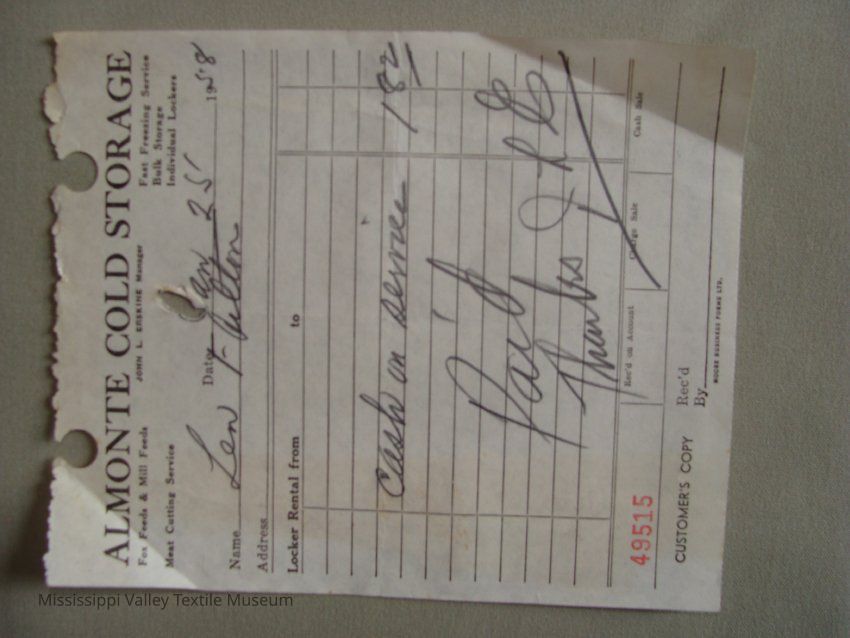 ALMONTE COLD STORAGE
JOHN L. ERSKINE Manager
Fox Feeds & Mill Feeds
Fast Freezing Service
Bulk Storage
Meat Cutting Service
Individual Lockers
Date Jan 25 1958
Name Len Fulton
Address
Locker Rental from to
Cash on service 18
Paid
Thanks
Rec'd on Account Charge Sale Cash Sale
49515
CUSTOMER'S COPY
Rec'd
By
MOORE BUSINESS FORMS LTD.
Mississippi Valley Textile Museum